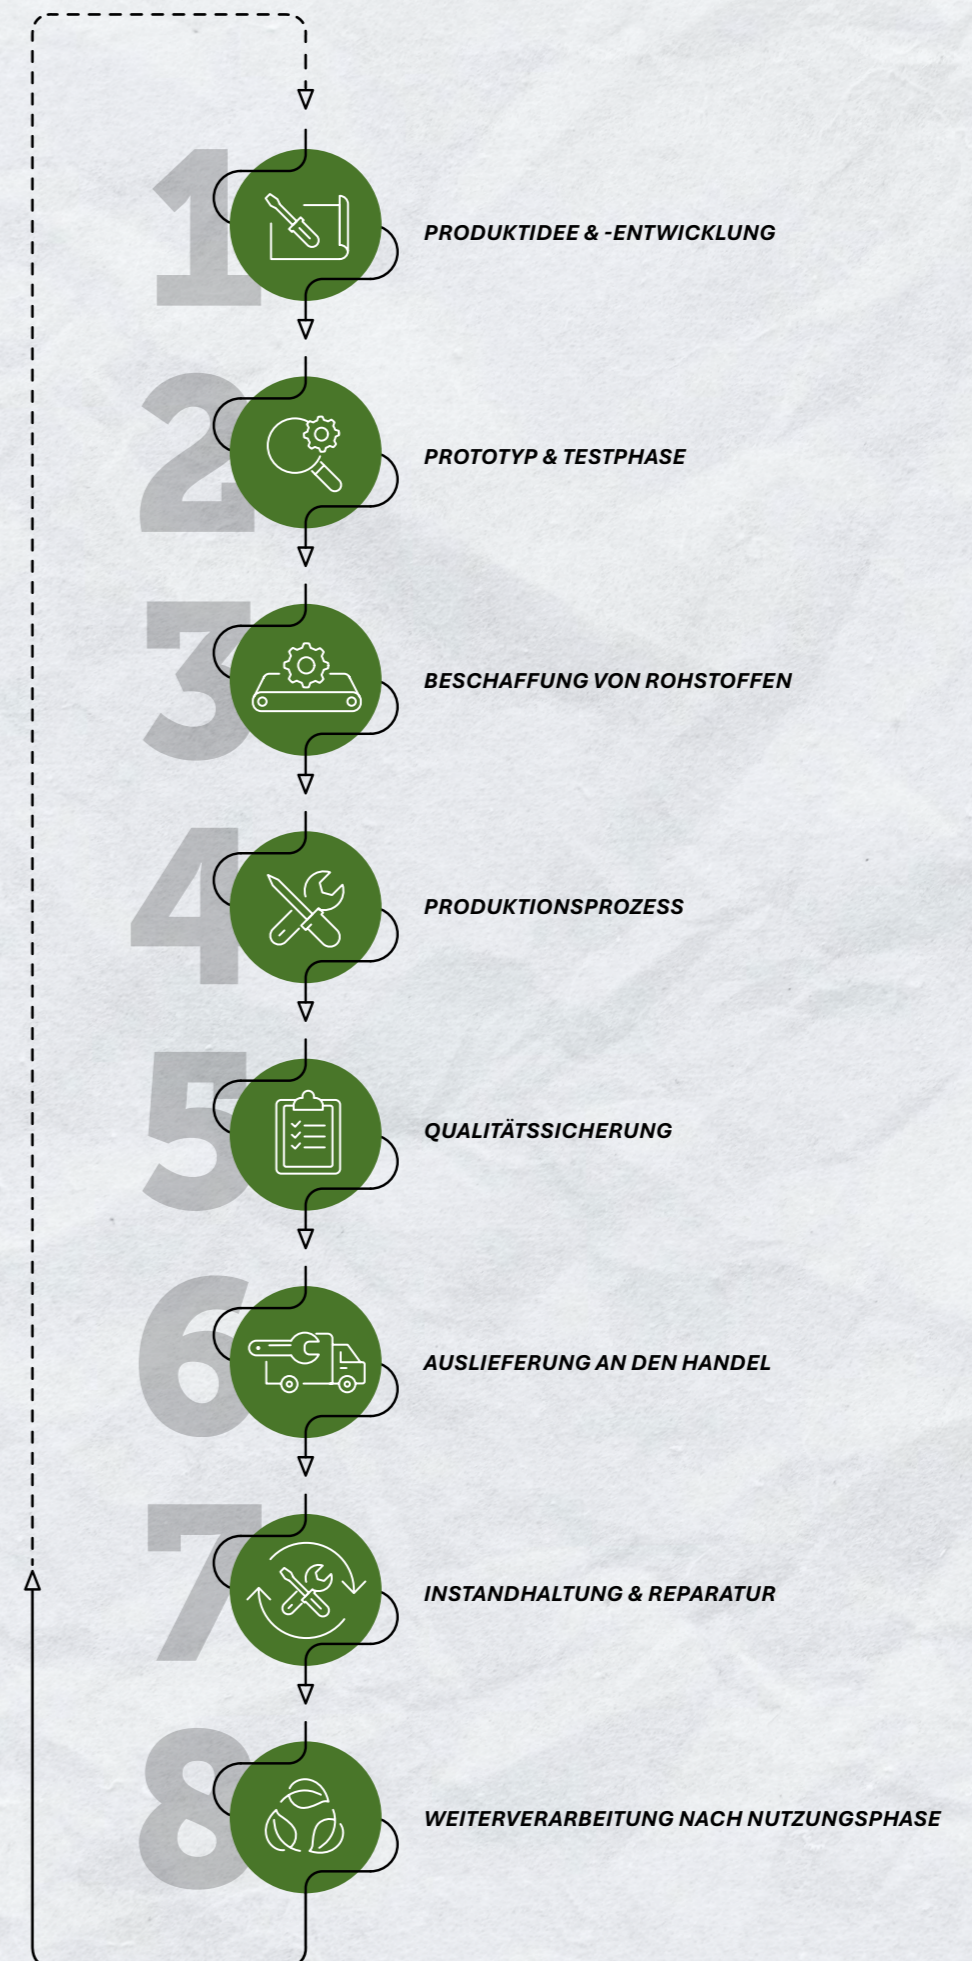 1
PRODUKTIDEE & -ENTWICKLUNG
2
PROTOTYP & TESTPHASE
3
BESCHAFFUNG VON ROHSTOFFEN
4
PRODUKTIONSPROZESS
5
QUALITÄTSSICHERUNG
6
AUSLIEFERUNG AN DEN HANDEL
7
INSTANDHALTUNG & REPARATUR
8
WEITERVERARBEITUNG NACH NUTZUNGSPHASE